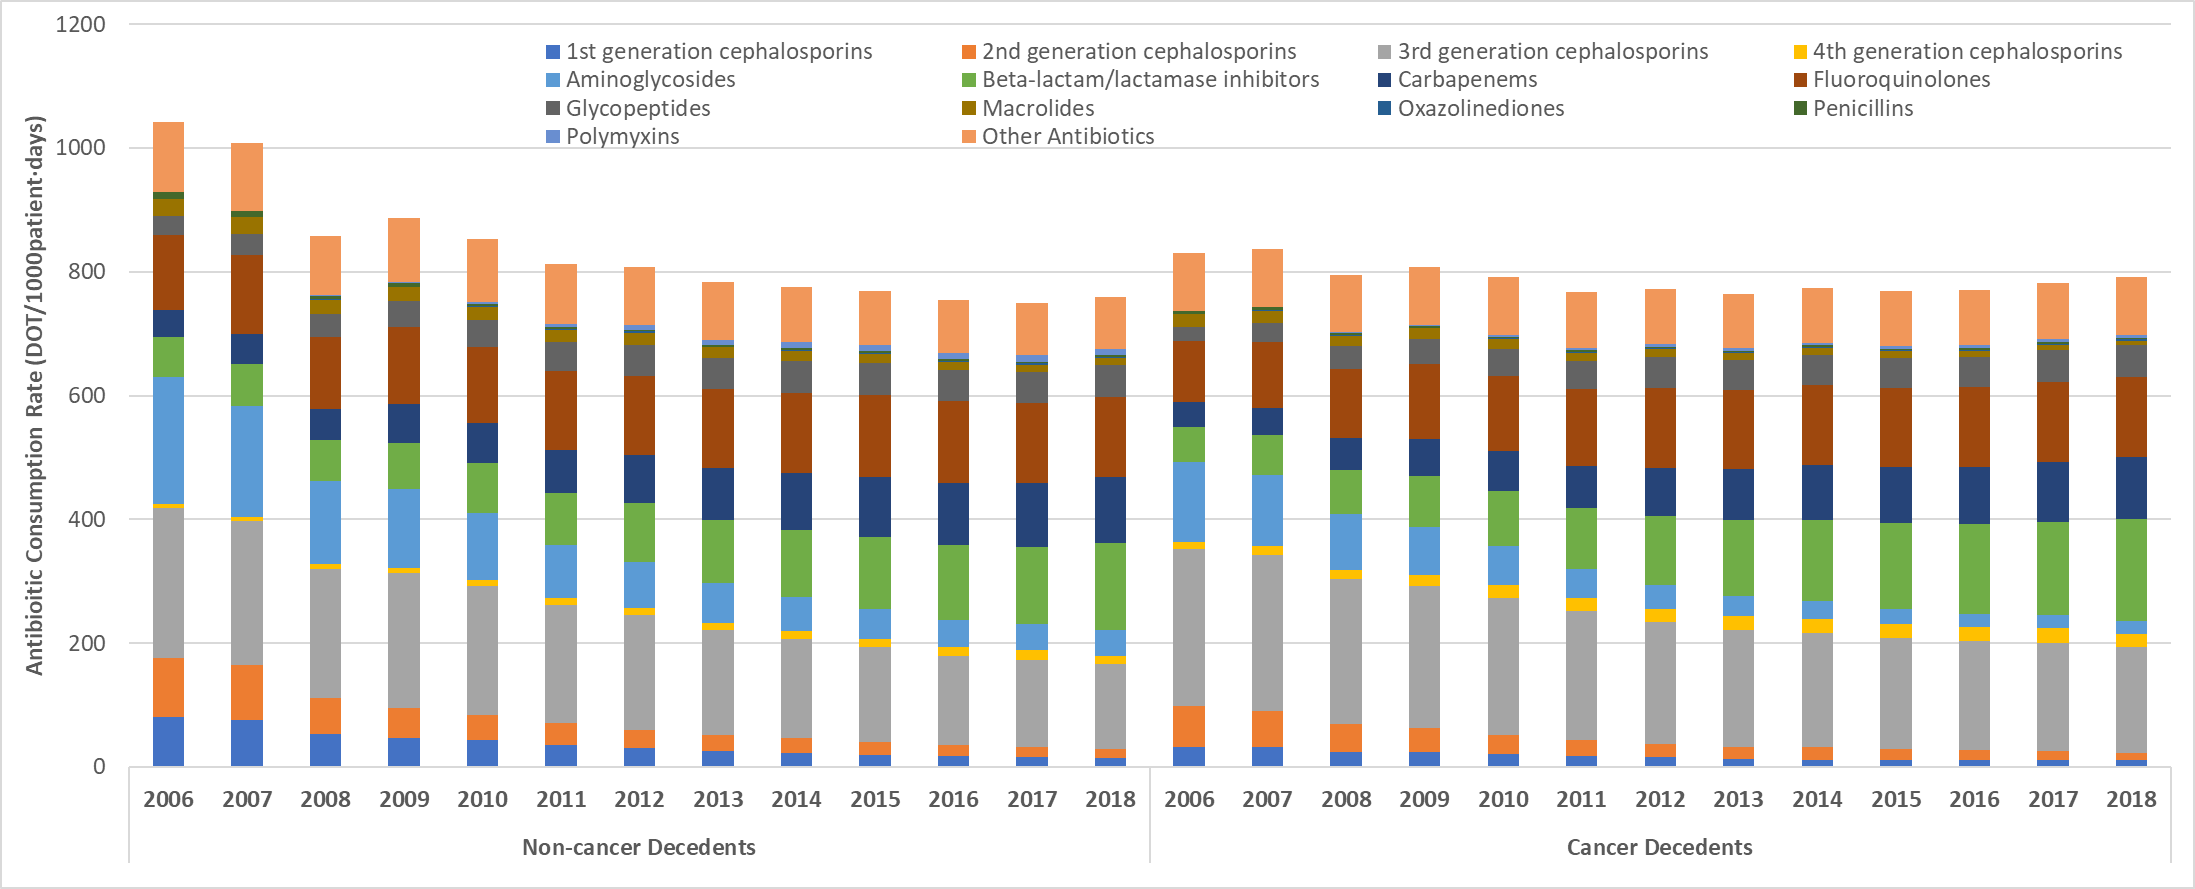 1200
1000
800
600
400
200
0
Antibioitic Consumption Rate (DOT/1000patient·days)
1st generation cephalosporins 2nd generation cephalosporins 3rd generation cephalosporins 4th generation cephalosporins
Aminoglycosides Beta-lactam/lactamase inhibitors Carbapenems Fluoroquinolones
Glycopeptides Macrolides Oxazolinediones Penicillins
Polymyxins Other Antibiotics
2006 2007 2008 2009 2010 2011 2012 2013 2014 2015 2016 2017 2018 2006 2007 2008 2009 2010 2011 2012 2013 2014 2015 2016 2017 2018
Non-cancer Decedents Cancer Decedents